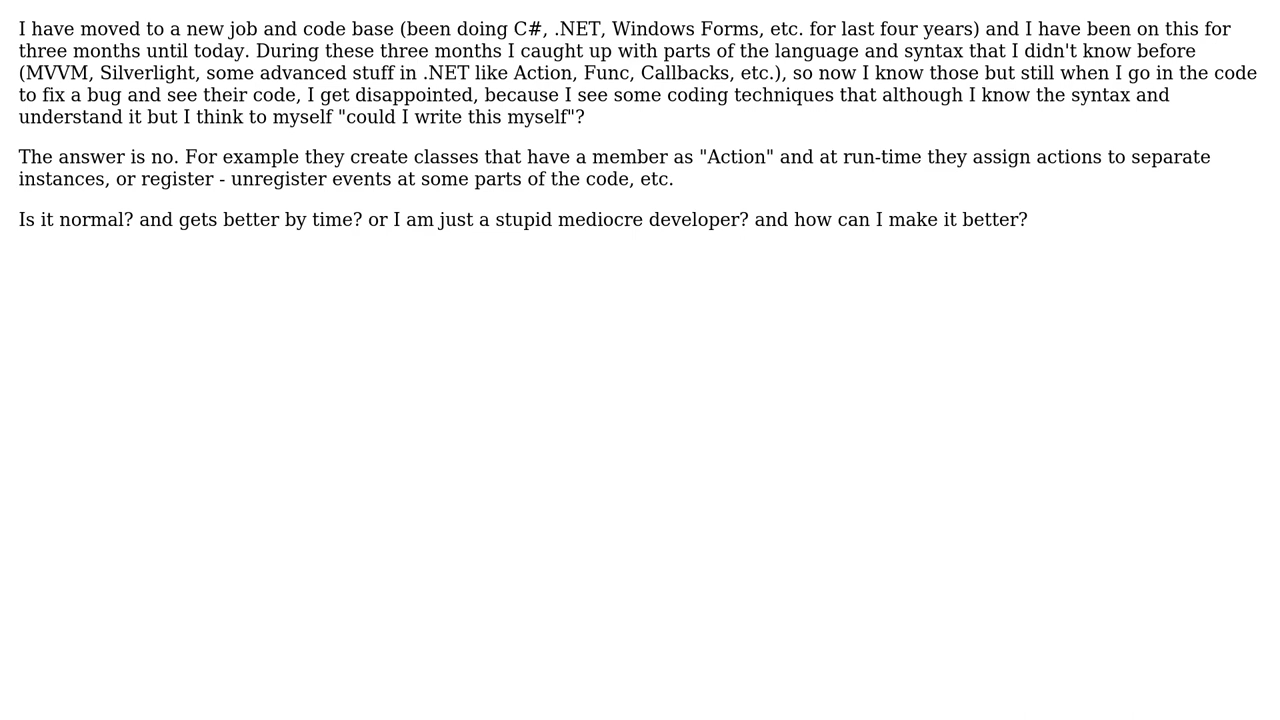 I have moved to a new job and code base (been doing C#, .NET, Windows Forms, etc. for last four years) and I have been on this for
three months until today. During these three months I caught up with parts of the language and syntax that I didn't know before
(MVVM, Silverlight, some advanced stuff in .NET like Action, Func, Callbacks, etc.), so now I know those but still when I go in the code
to fix a bug and see their code, I get disappointed, because I see some coding techniques that although I know the syntax and
understand it but I think to myself "could I write this myself"?
The answer is no. For example they create classes that have a member as "Action" and at run-time they assign actions to separate
instances, or register - unregister events at some parts of the code, etc.
Is it normal? and gets better by time? or I am just a stupid mediocre developer? and how can I make it better?